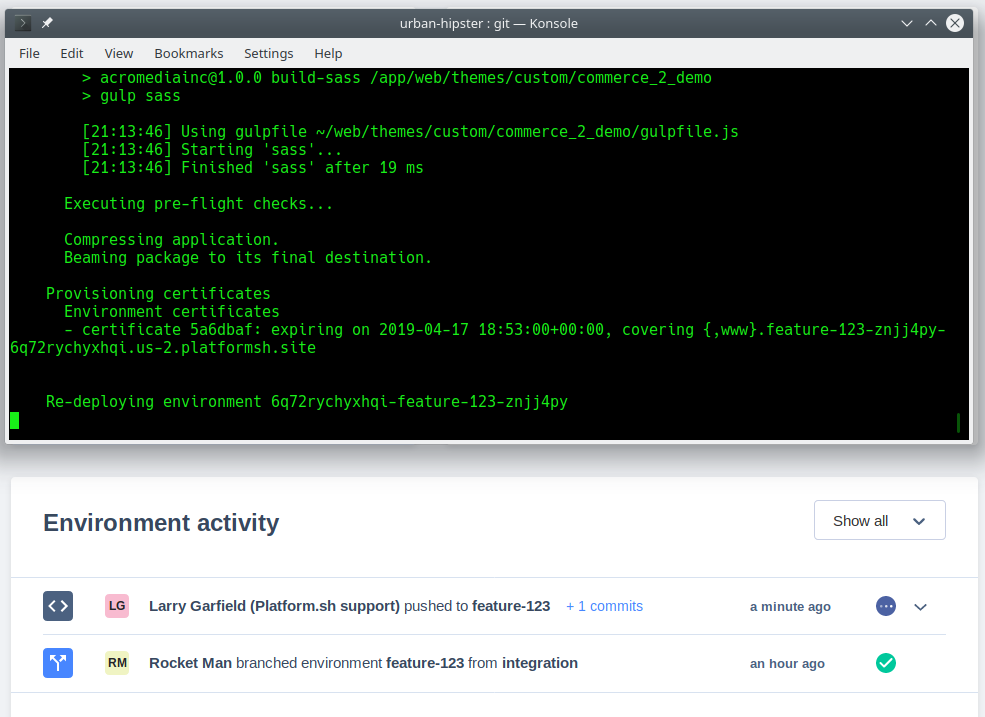 urban-hipster : git — Konsole
File Edit View Bookmarks Settings Help
> acromediainc@1.0.0 build-sass /app/web/themes/custom/commerce_2_demo
> gulp sass
[21:13:46] Using gulpfile ~/web/themes/custom/commerce_2_demo/gulpfile.js
[21:13:46] Starting 'sass'...
[21:13:46] Finished 'sass' after 19 ms
Executing pre-flight checks...
Compressing application.
Beaming package to its final destination.
Provisioning certificates
Environment certificates
- certificate 5a6dbaf: expiring on 2019-04-17 18:53:00+00:00, covering {,www}.feature-123-znjj4py-
6q72rychyxhqi.us-2.platformsh.site
Re-deploying environment 6q72rychyxhqi-feature-123-znjj4py
Environment activity
Show all
LG Larry Garfield (Platform.sh support) pushed to feature-123 + 1 commits a minute ago
RM Rocket Man branched environment feature-123 from integration an hour ago